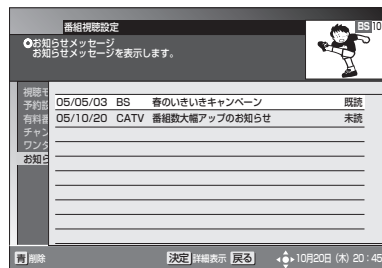 番組視聴設定
BS 10
お知らせメッセージ
お知らせメッセージを表示します。
視聴
予約
有料
チャン
ワンタ
お知ら
05/05/03 BS 春のいきいきキャンペーン 既読
05/10/20 CATV 番組数大幅アップのお知らせ 未読
青 削除 決定 詳細表示 戻る 10月20日 (木) 20:45